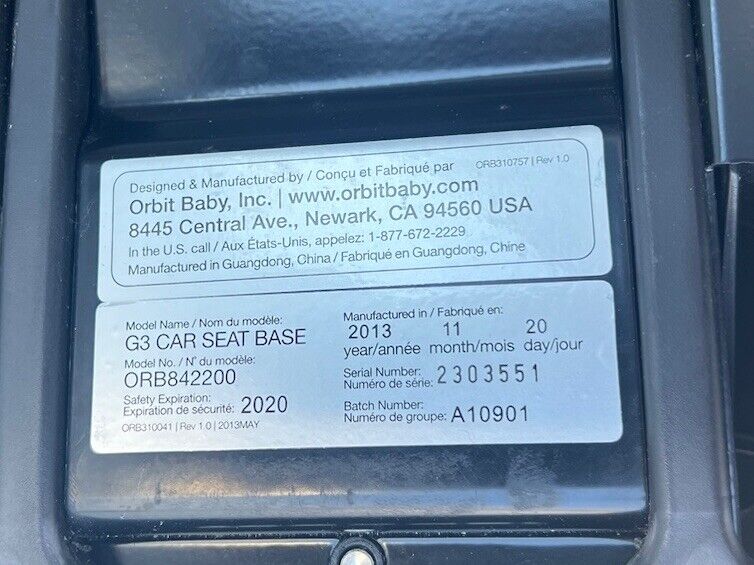 Designed & Manufactured by / Conçu et Fabriqué par
ORB310757 | Rev 1.0
Orbit Baby, Inc. | www.orbitbaby.com
8445 Central Ave., Newark, CA 94560 USA
In the U.S. call / Aux États-Unis, appelez: 1-877-672-2229
Manufactured in Guangdong, China / Fabriqué en Guangdong, Chine
Model Name / Nom du modèle:
G3 CAR SEAT BASE
Model No. / N° du modèle:
ORB842200
Safety Expiration:
Expiration de sécurité: 2020
ORB310041 | Rev 1.0 | 2013MAY
Manufactured in / Fabriqué en:
2013 11 20
year/année month/mois day/jour
Serial Number:
Numéro de série: 2303551
Batch Number:
Numéro de groupe: A10901